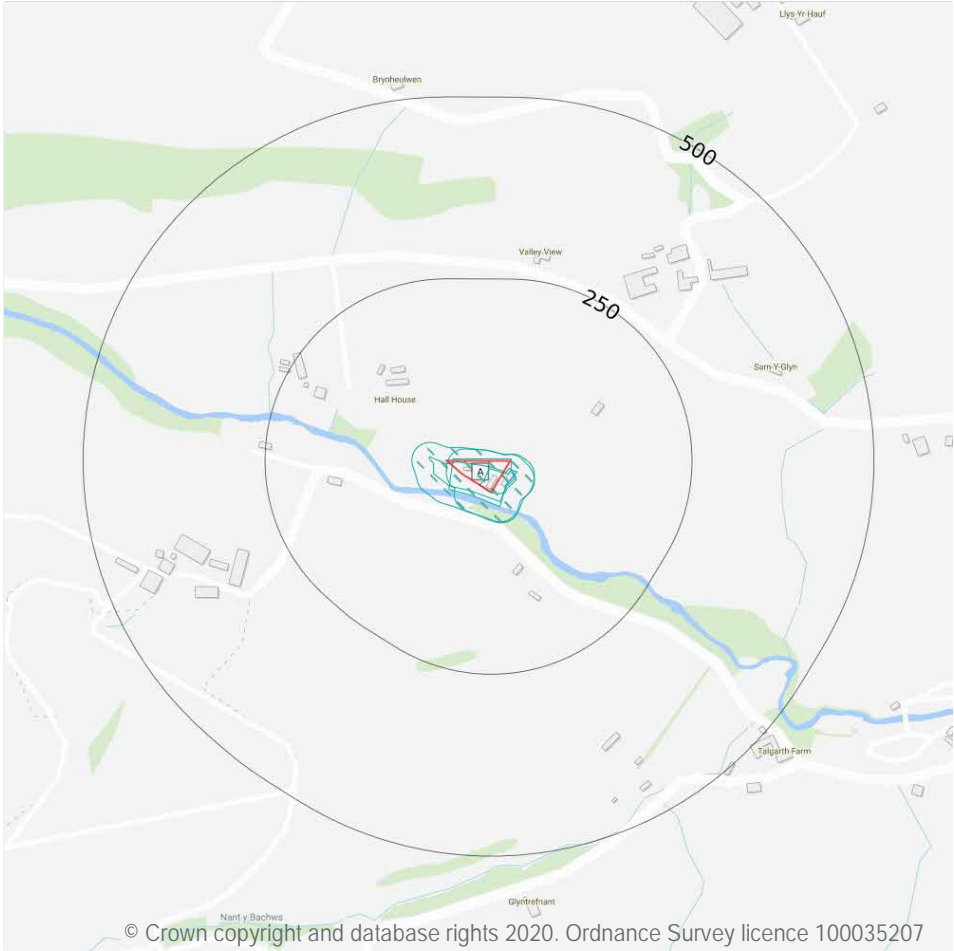 Llys-Yr-Hauf
Brynheulwen
500
Valley View
250
Sarn-Y-Glyn
Hall House
A
Talgarth Farm
Glyntrefnant
Nant y Bachws
© Crown copyright and database rights 2020. Ordnance Survey licence 100035207